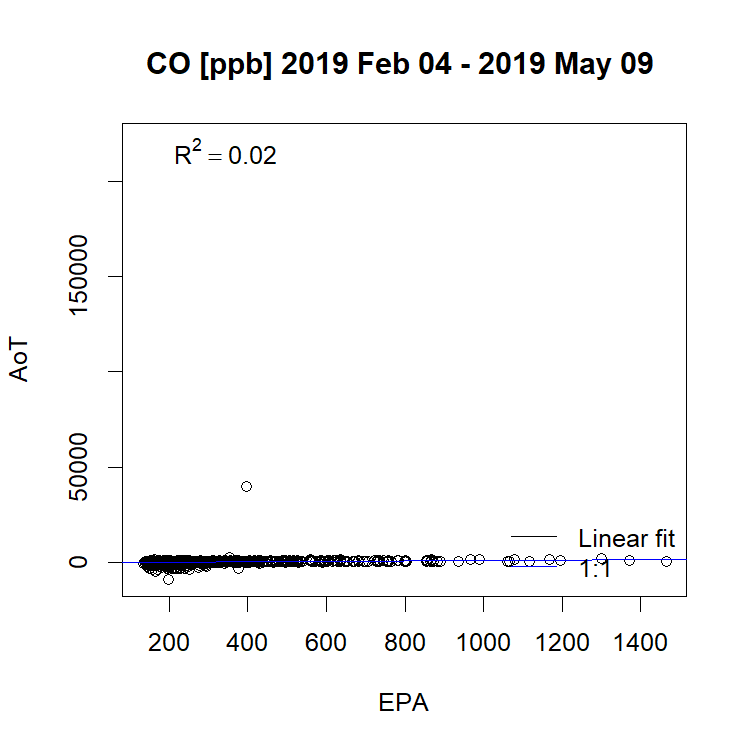 CO [ppb] 2019 Feb 04 - 2019 May 09
R² = 0.02
150000
50000
0
AoT
Linear fit
1:1
200 400 600 800 1000 1200 1400
EPA